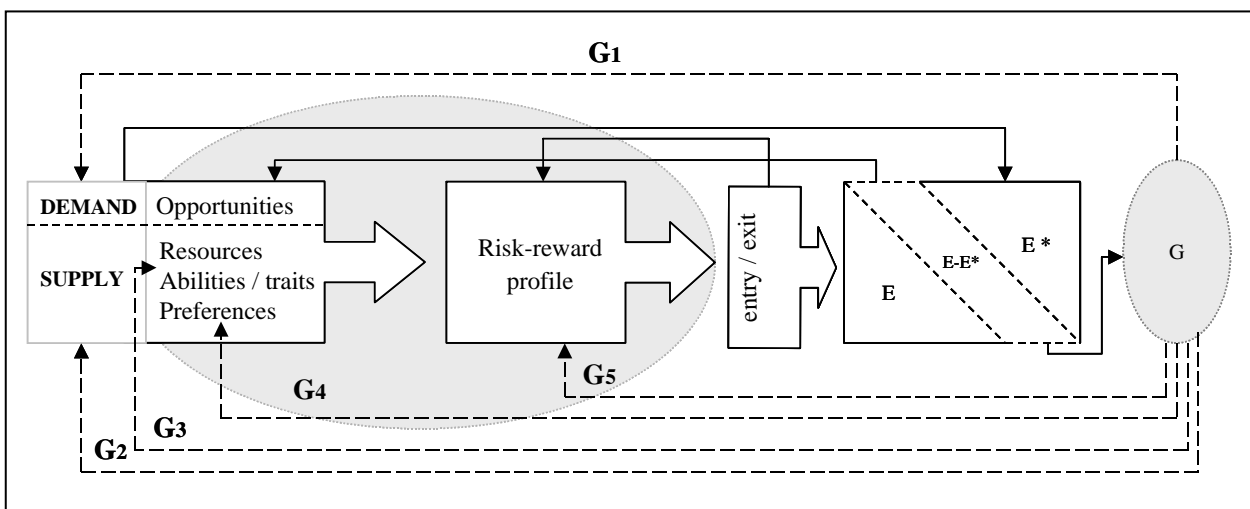 G1
DEMAND
Opportunities
SUPPLY
Resources
Abilities / traits
Preferences
Risk-reward
profile
entry / exit
E
E-E*
E *
G
G4
G5
G3
G2